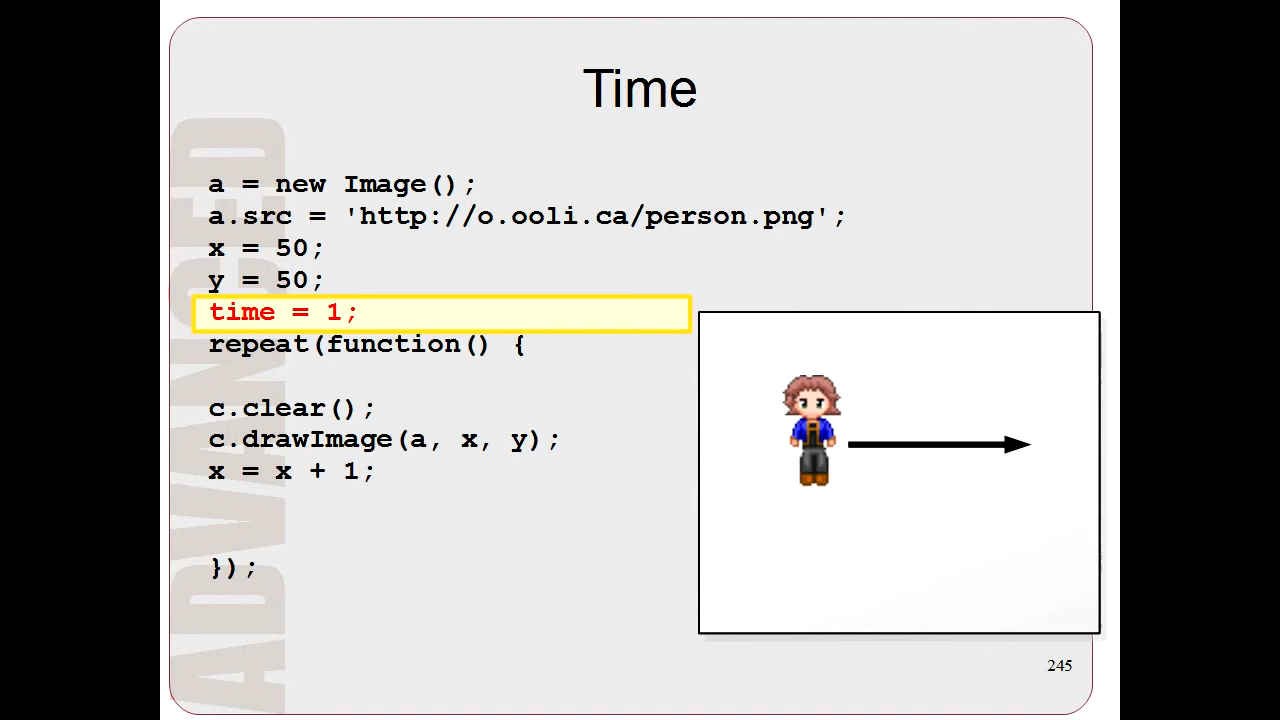 Time
ADVANCED
a = new Image();
a.src = 'http://o.ooli.ca/person.png';
x = 50;
y = 50;
time = 1;
repeat(function() {
c.clear();
c.drawImage(a, x, y);
x = x + 1;
});
245